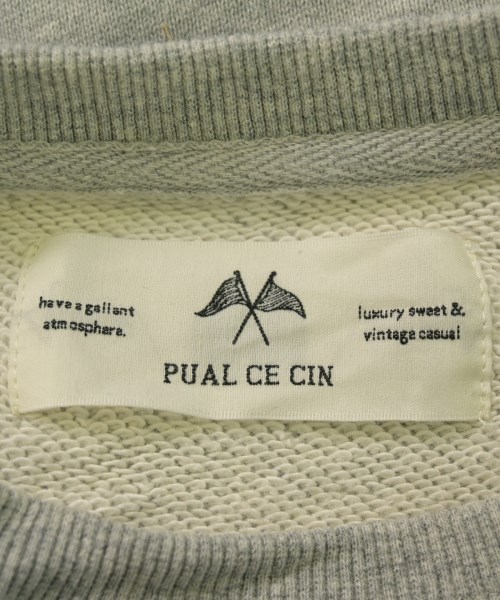 have a gallant
atmosphere.
luxury sweet &
vintage casual
PUAL CE CIN